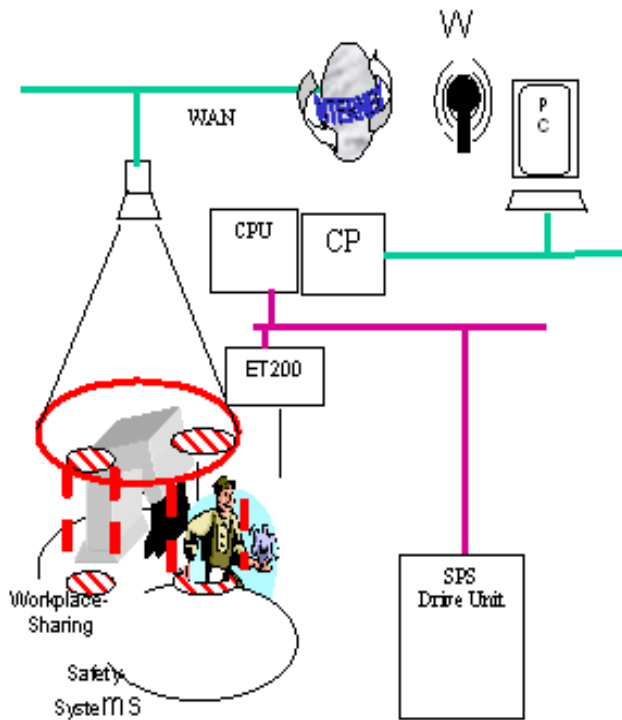 W
WAN
INTERNET
P
C
CPU
CP
ET200
Workplace-
Sharing
SPS
Drive Unit
Safety
SysteMS